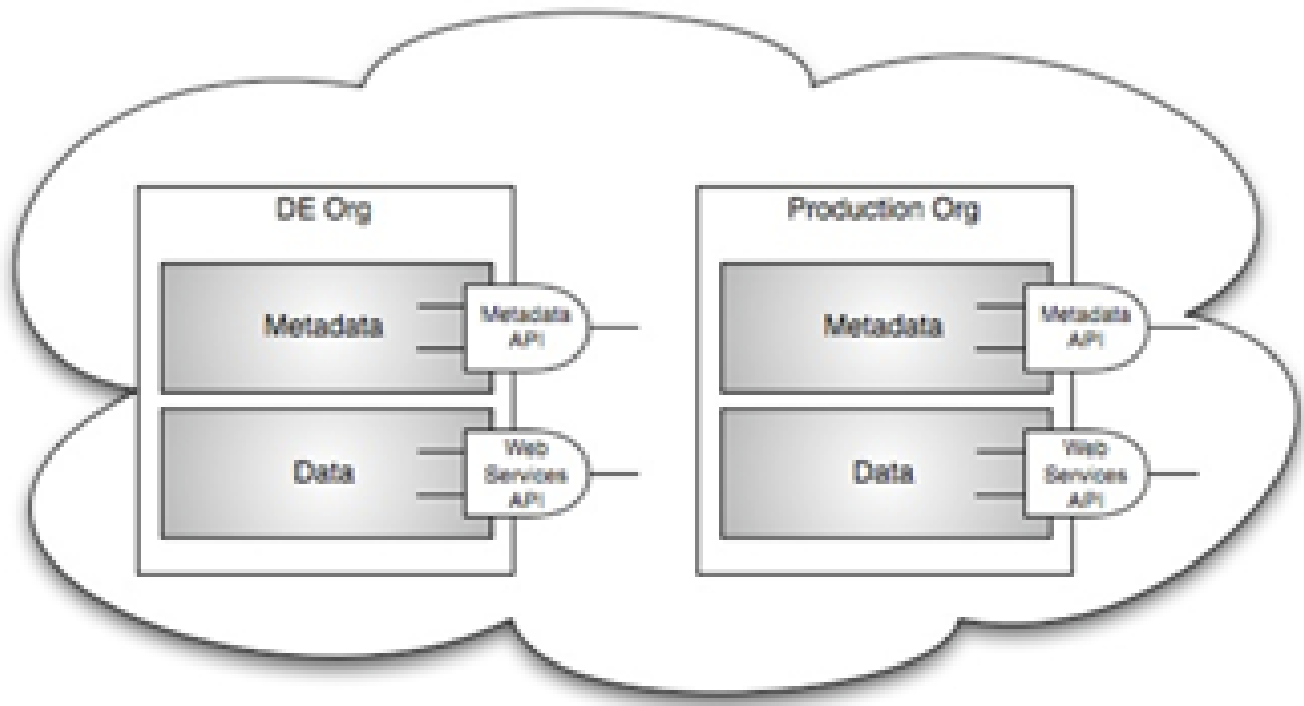 DE Org
Metadata
Metadata
API
Data
Web
Services
API
Production Org
Metadata
Metadata
API
Data
Web
Services
API